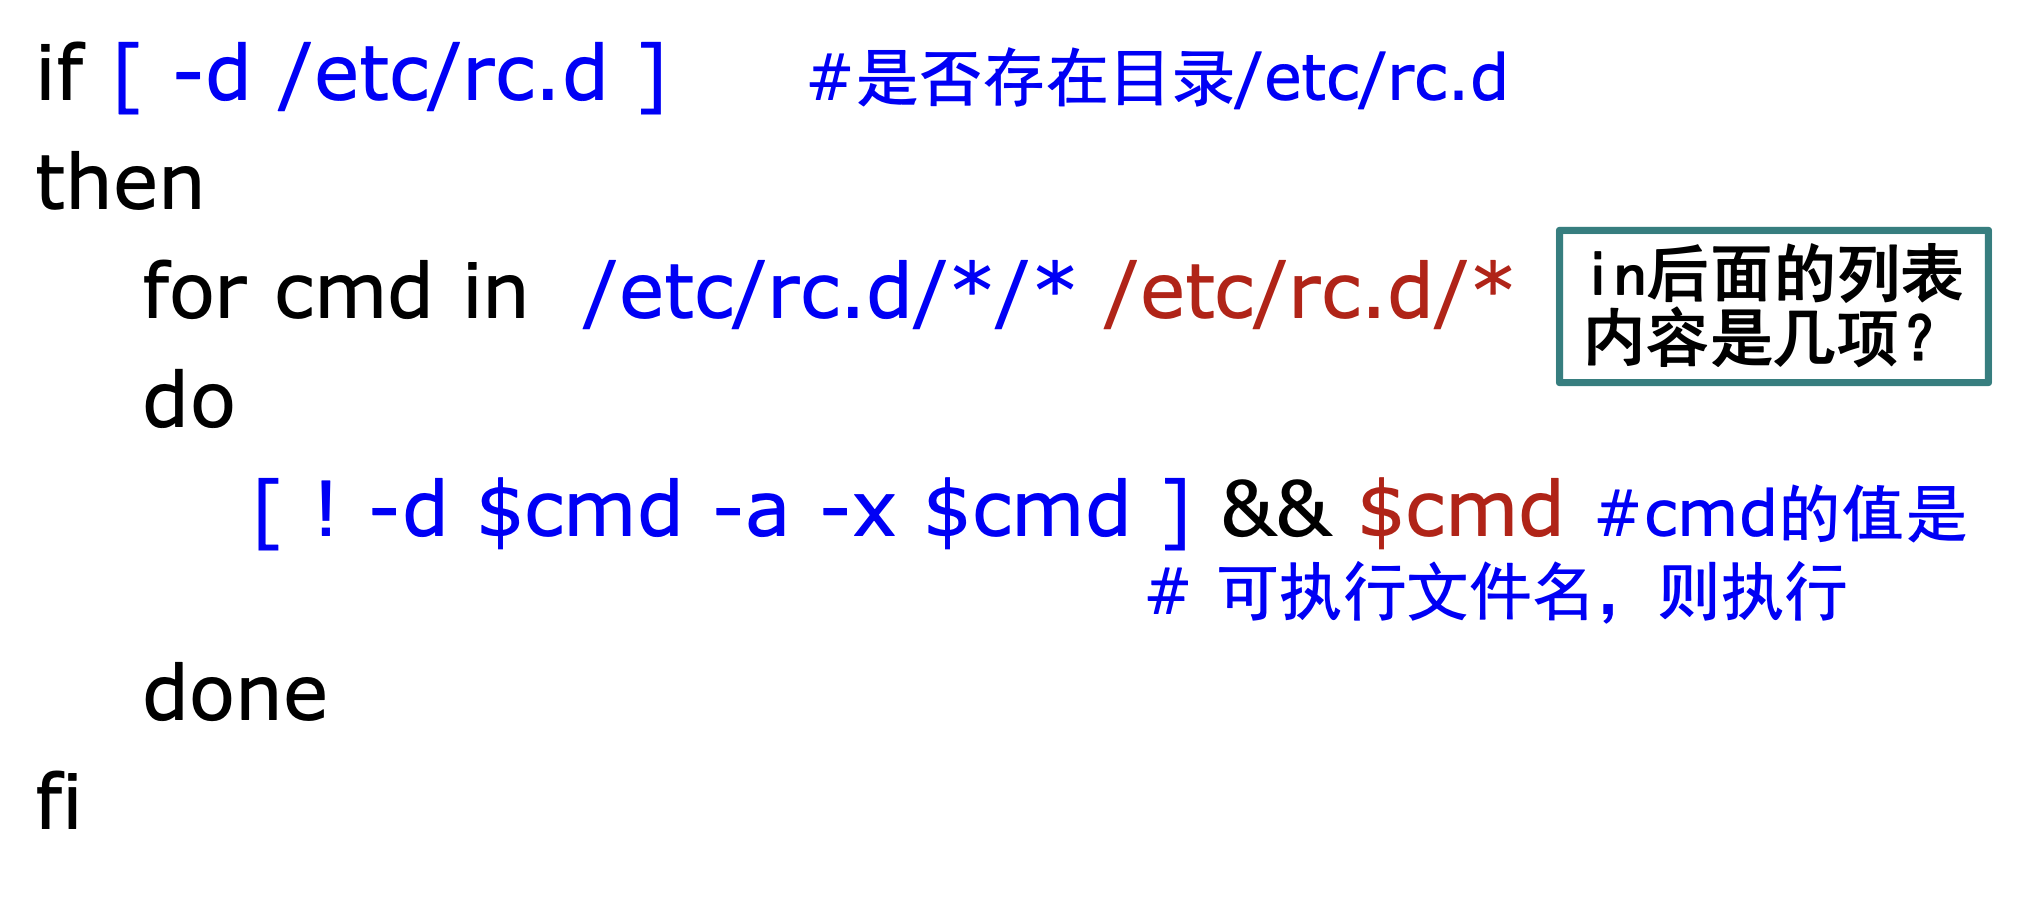 if [ -d /etc/rc.d ] #是否存在目录/etc/rc.d
then
for cmd in /etc/rc.d/*/* /etc/rc.d/*
in后面的列表
内容是几项?
do
[ ! -d $cmd -a -x $cmd ] && $cmd #cmd的值是
# 可执行文件名，则执行
done
fi